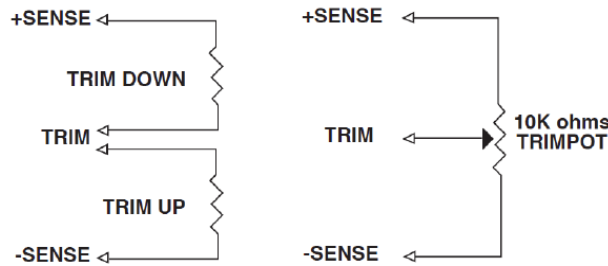 +SENSE
TRIM DOWN
TRIM
TRIM UP
-SENSE
+SENSE
10K ohms
TRIM
TRIMPOT
-SENSE